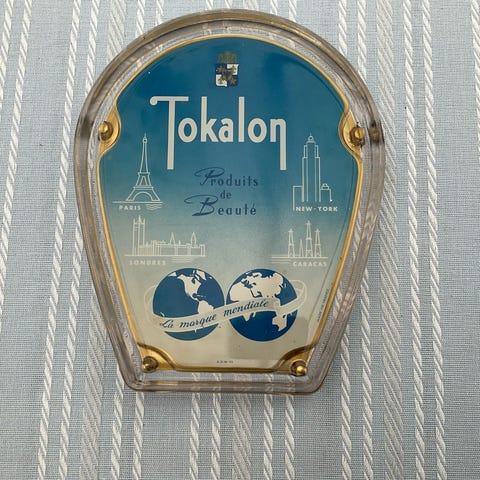 Tokalon
Produits
de
Beauté
PARIS
NEW-YORK
LONDRES
CARACAS
La marque mondiale